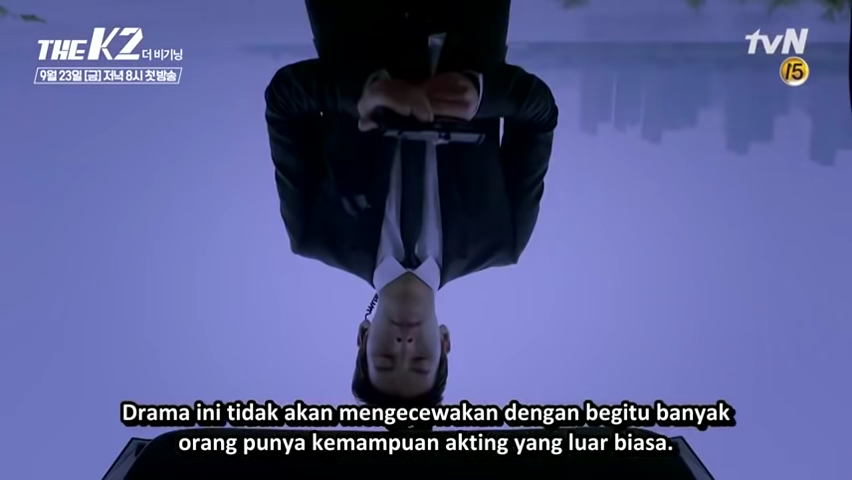 THE K2 더 비기닝
9월 23일 [금] 저녁 8시 첫방송
tvN
15
Drama ini tidak akan mengecewakan dengan begitu banyak
orang punya kemampuan akting yang luar biasa.